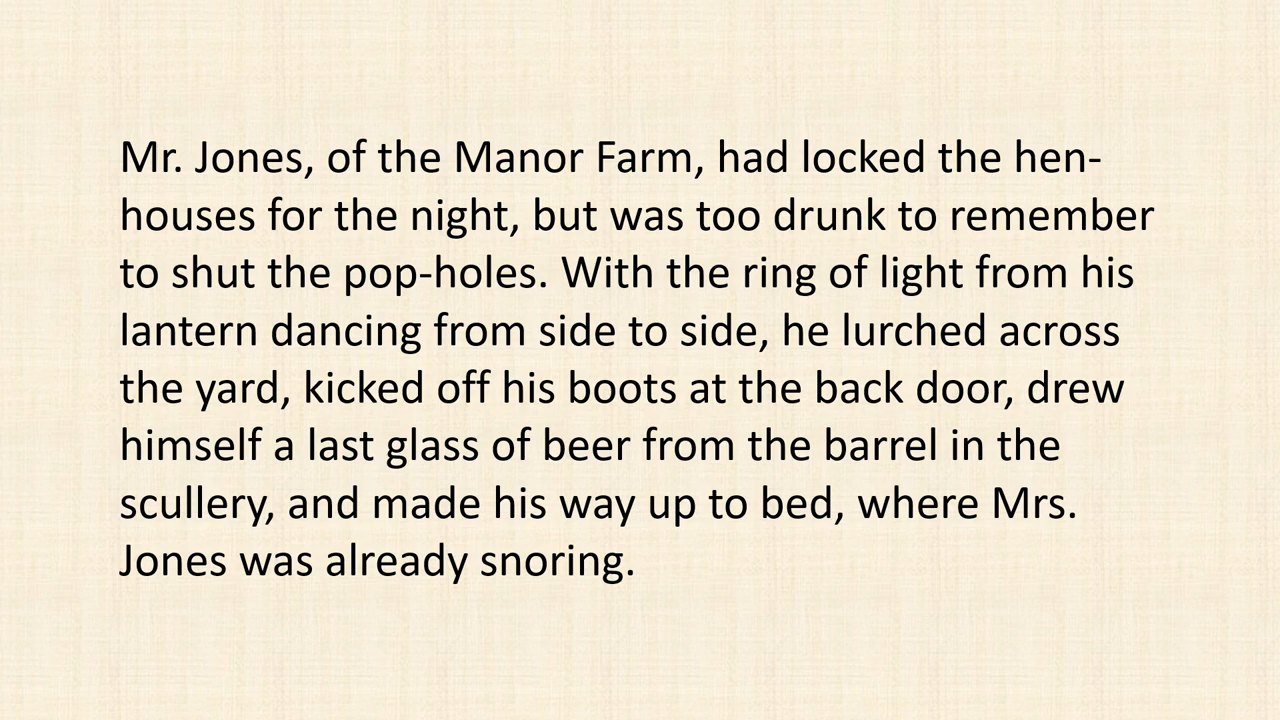 Mr. Jones, of the Manor Farm, had locked the hen-
houses for the night, but was too drunk to remember
to shut the pop-holes. With the ring of light from his
lantern dancing from side to side, he lurched across
the yard, kicked off his boots at the back door, drew
himself a last glass of beer from the barrel in the
scullery, and made his way up to bed, where Mrs.
Jones was already snoring.